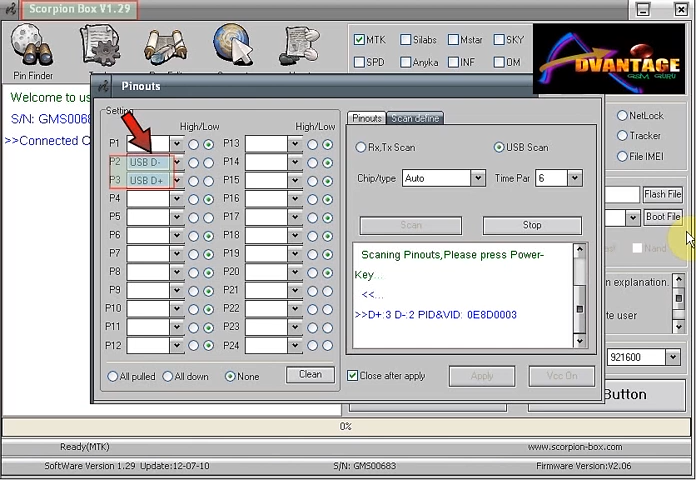 Scorpion Box V1.29
MTK Silabs Mstar SKY
SPD Anyka INF OM
DVANTAGE
GSM GURU
Pin Finder
Welcome to us
S/N: GMS0068
>>Connected C
Pinouts
Setting
High/Low High/Low
P1 P13
P2 USB D- P14
P3 USB D+ P15
P4 P16
P5 P17
P6 P18
P7 P19
P8 P20
P9 P21
P10 P22
P11 P23
P12 P24
All pulled All down None Clean
Pinouts Scan define
Rx,Tx Scan USB Scan
Chip/type Auto Time Par 6
Scan Stop
Scaning Pinouts,Please press Power-
Key...
<<...
>>D+:3 D-:2 PID&VID: 0E8D0003
Close after apply Apply Vcc On
NetLock
Tracker
File IMEI
Flash File
Boot File
Nand
n explanation.
te user
921600
Button
0%
Ready(MTK) www.scorpion-box.com
SoftWare Version 1.29 Update:12-07-10 S/N: GMS00683 Firmware Version:V2.06